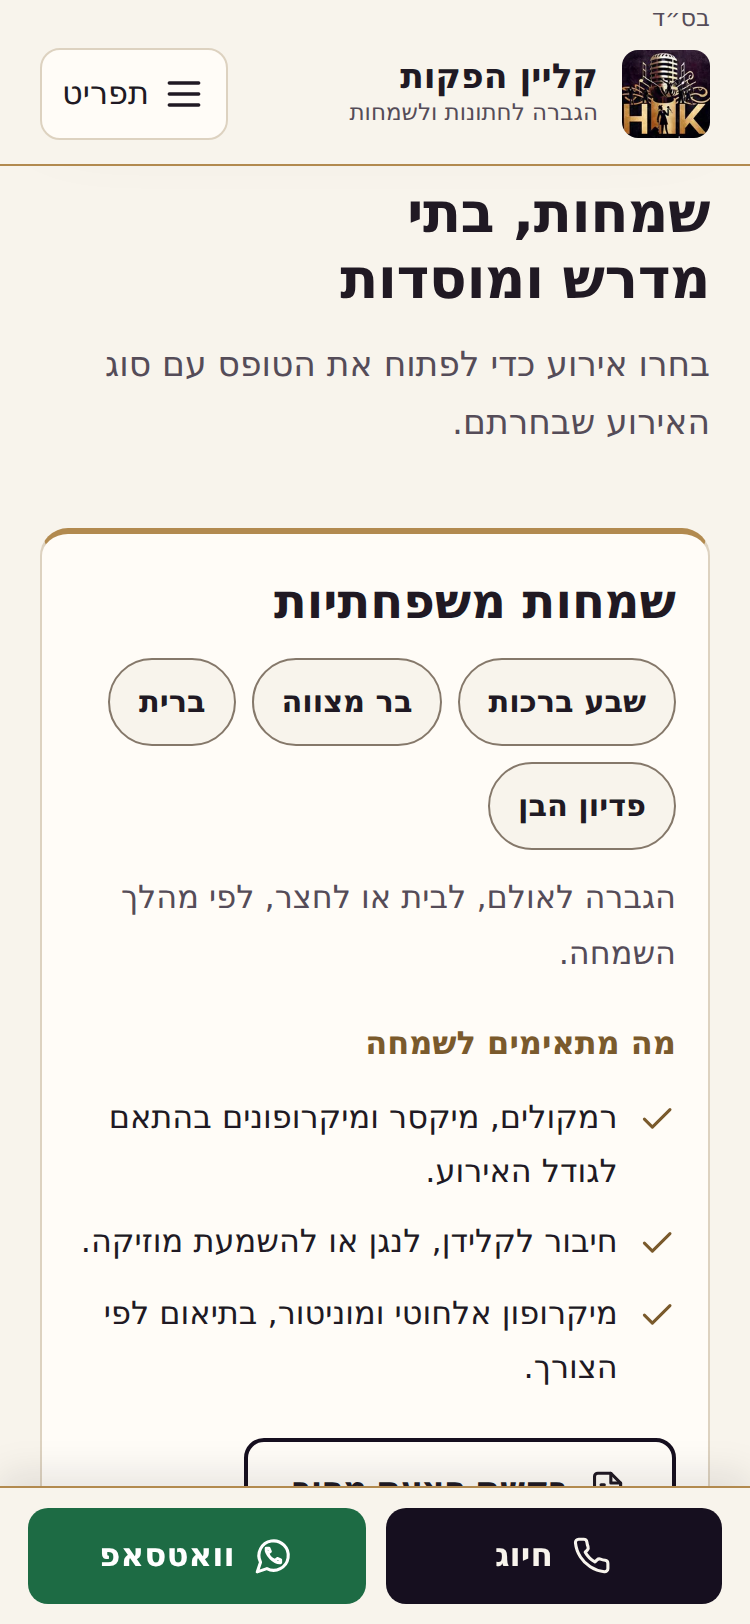 בס״ד
קליין הפקות
הגברה לחתונות ולשמחות
תפריט
HK
שמחות, בתי
מדרש ומוסדות
בחרו אירוע כדי לפתוח את הטופס עם סוג
האירוע שבחרתם.
שמחות משפחתיות
שבע ברכות
בר מצווה
ברית
פדיון הבן
הגברה לאולם, לבית או לחצר, לפי מהלך
השמחה.
מה מתאימים לשמחה
רמקולים, מיקסר ומיקרופונים בהתאם
לגודל האירוע.
חיבור לקלידן, לנגן או להשמעת מוזיקה.
מיקרופון אלחוטי ומוניטור, בתיאום לפי
הצורך.
חיוג
וואטסאפ